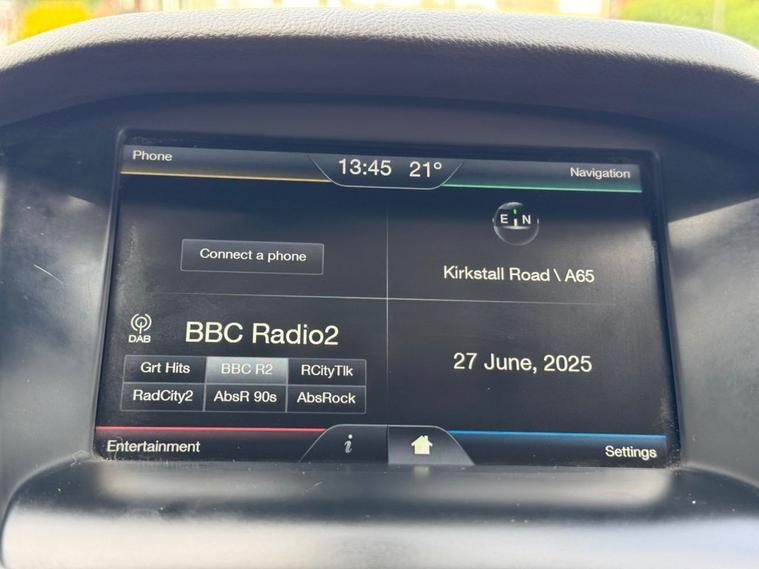 Phone
13:45 21°
Navigation
E N
Connect a phone
Kirkstall Road \ A65
DAB
BBC Radio2
Grt Hits
BBC R2
RCityTlk
RadCity2
AbsR 90s
AbsRock
27 June, 2025
Entertainment
i
Settings